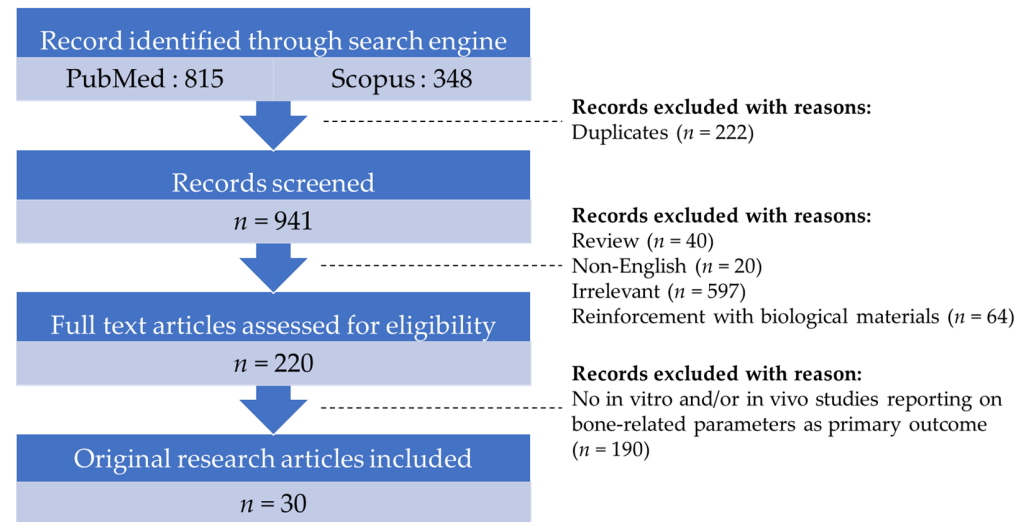 Record identified through search engine
PubMed : 815 Scopus : 348
Records excluded with reasons:
Duplicates (n = 222)
Records screened
n = 941
Records excluded with reasons:
Review (n = 40)
Non-English (n = 20)
Irrelevant (n = 597)
Reinforcement with biological materials (n = 64)
Full text articles assessed for eligibility
n = 220
Records excluded with reason:
No in vitro and/or in vivo studies reporting on
bone-related parameters as primary outcome
(n = 190)
Original research articles included
n = 30